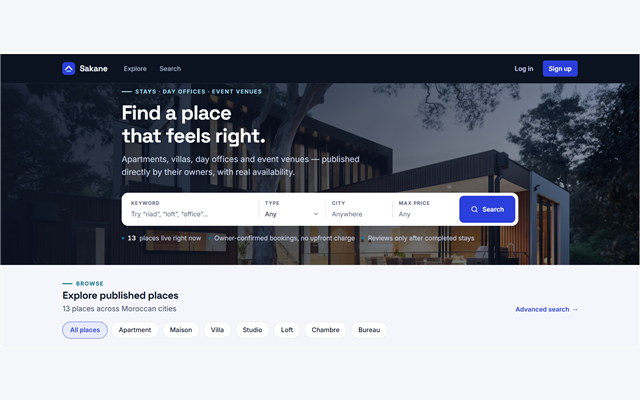 Sakane
Explore
Search
Log in
Sign up
STAYS · DAY OFFICES · EVENT VENUES
Find a place
that feels right.
Apartments, villas, day offices and event venues — published
directly by their owners, with real availability.
KEYWORD
Try "riad", "loft", "office"...
TYPE
Any
CITY
Anywhere
MAX PRICE
Any
Search
13 places live right now
Owner-confirmed bookings, no upfront charge
Reviews only after completed stays
BROWSE
Explore published places
13 places across Moroccan cities
Advanced search →
All places
Apartment
Maison
Villa
Studio
Loft
Chambre
Bureau